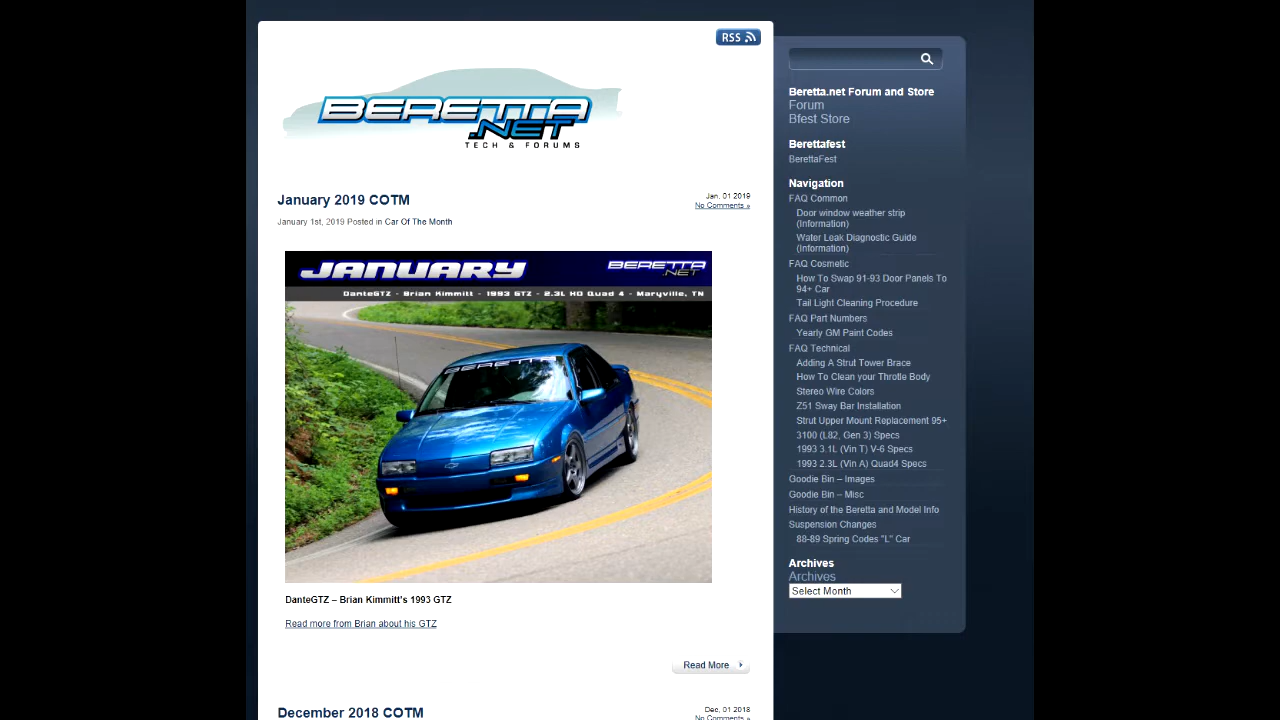 RSS
BERETTA
.NET
TECH & FORUMS
January 2019 COTM
Jan. 01 2019
No Comments »
January 1st, 2019 Posted in Car Of The Month
JANUARY
BERETTA
.NET
DanteGTZ - Brian Kimmitt - 1993 GTZ - 2.3L HO Quad 4 - Maryville, TN
BERETTA
DanteGTZ – Brian Kimmitt's 1993 GTZ
Read more from Brian about his GTZ
Read More
December 2018 COTM
Dec. 01 2018
No Comments »
Beretta.net Forum and Store
Forum
Bfest Store
Berettafest
BerettaFest
Navigation
FAQ Common
Door window weather strip
(Information)
Water Leak Diagnostic Guide
(Information)
FAQ Cosmetic
How To Swap 91-93 Door Panels To
94+ Car
Tail Light Cleaning Procedure
FAQ Part Numbers
Yearly GM Paint Codes
FAQ Technical
Adding A Strut Tower Brace
How To Clean your Throtle Body
Stereo Wire Colors
Z51 Sway Bar Installation
Strut Upper Mount Replacement 95+
3100 (L82, Gen 3) Specs
1993 3.1L (Vin T) V-6 Specs
1993 2.3L (Vin A) Quad4 Specs
Goodie Bin – Images
Goodie Bin – Misc
History of the Beretta and Model Info
Suspension Changes
88-89 Spring Codes "L" Car
Archives
Archives
Select Month